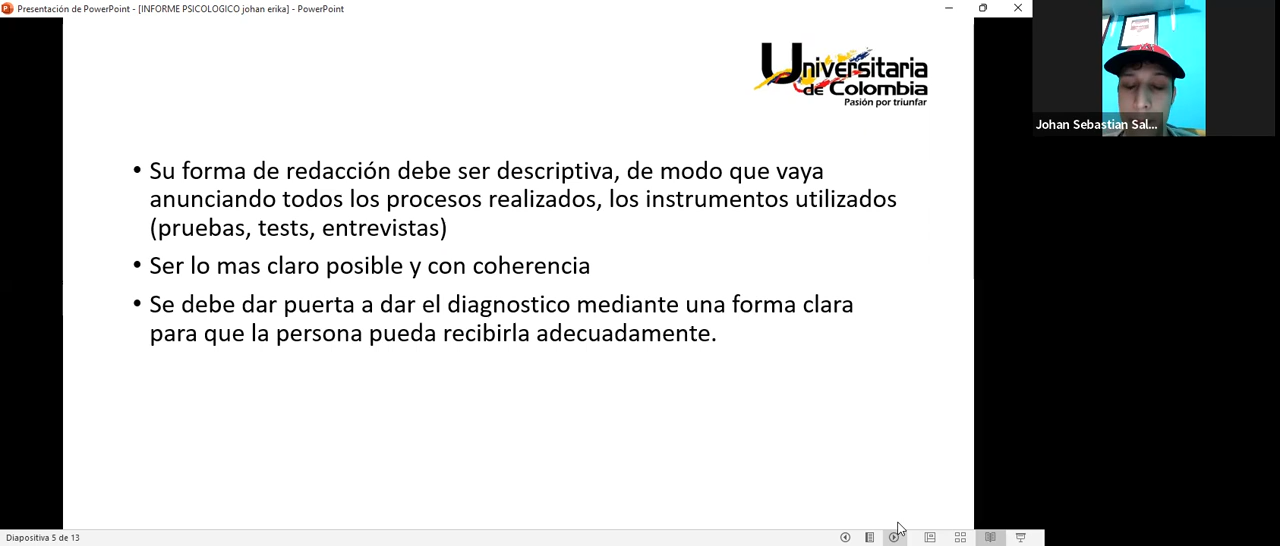 Presentación de PowerPoint - [INFORME PSICOLOGICO johan erika] - PowerPoint
Universitaria
de Colombia
Pasión por triunfar
Johan Sebastian Sal...
• Su forma de redacción debe ser descriptiva, de modo que vaya
anunciando todos los procesos realizados, los instrumentos utilizados
(pruebas, tests, entrevistas)
• Ser lo mas claro posible y con coherencia
• Se debe dar puerta a dar el diagnostico mediante una forma clara
para que la persona pueda recibirla adecuadamente.
Diapositiva 5 de 13